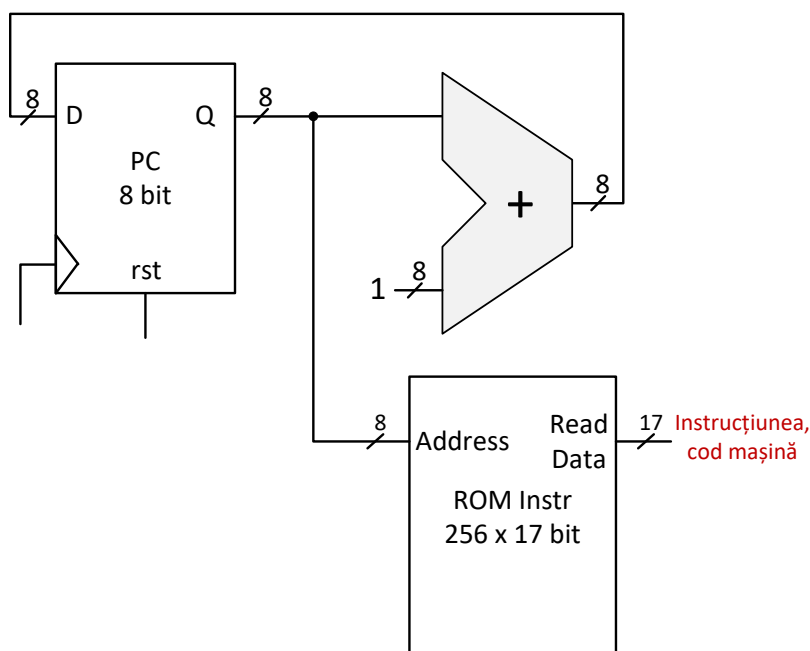 8
D
Q
8
PC
8 bit
rst
+
8
1
8
8
Address
Read
Data
17
Instrucțiunea,
cod mașină
ROM Instr
256 x 17 bit